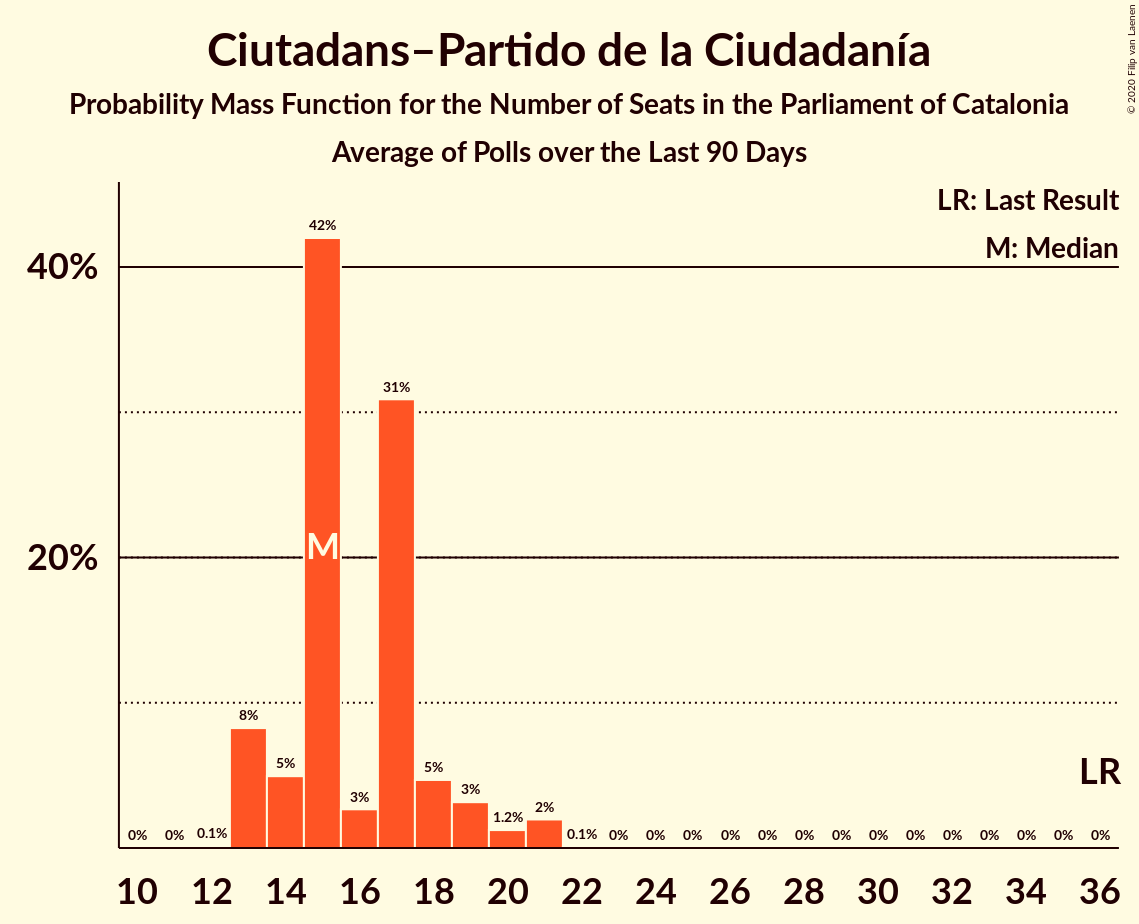 Ciutadans–Partido de la Ciudadanía
Probability Mass Function for the Number of Seats in the Parliament of Catalonia
Average of Polls over the Last 90 Days
© 2020 Filip van Laenen
LR: Last Result
M: Median
40%
20%
42%
31%
M
8%
5%
3%
5%
3%
1.2%
2%
LR
0% 0% 0.1% 0.1% 0% 0% 0% 0% 0% 0% 0% 0% 0% 0% 0% 0% 0% 0%
10 12 14 16 18 20 22 24 26 28 30 32 34 36